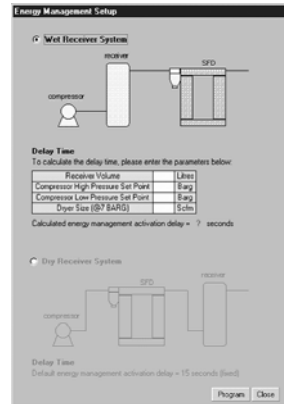 Energy Management Setup
Wet Receiver System
receiver
SFD
compressor
Delay Time
To calculate the delay time, please enter the parameters below:
Receiver Volume Litres
Compressor High Pressure Set Point Barg
Compressor Low Pressure Set Point Barg
Dryer Size (@7 BARG) Scfm
Calculated energy management activation delay = ? seconds
Dry Receiver System
receiver
SFD
compressor
Delay Time
Default energy management activation delay = 15 seconds (fixed)
Program Close